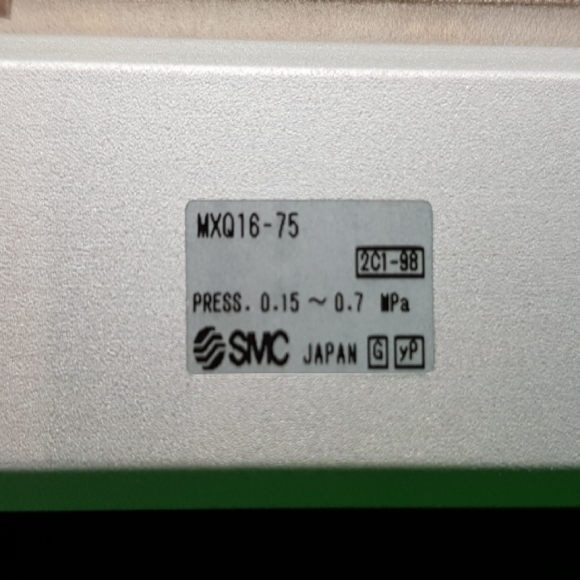 MXQ16-75
2C1-98
PRESS. 0.15 ~ 0.7 MPa
SMC JAPAN G yP